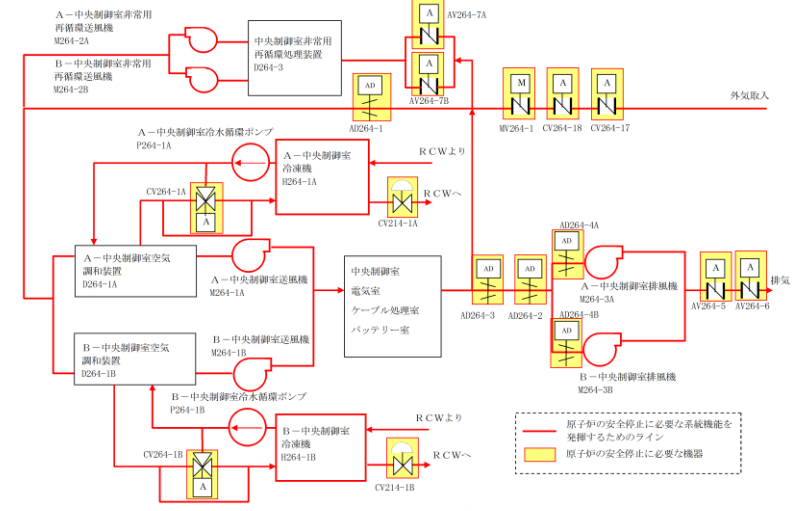 A－中央制御室非常用
再循環送風機
M264-2A
B－中央制御室非常用
再循環送風機
M264-2B
中央制御室非常用
再循環処理装置
D264-3
A
AV264-7A
A
AV264-7B
AD
AD264-1
M
MV264-1
A
CV264-18
A
CV264-17
外気取入
A－中央制御室冷水循環ポンプ
P264-1A
A－中央制御室
冷凍機
H264-1A
RCWより
RCWへ
CV214-1A
CV264-1A
A
A－中央制御室空気
調和装置
D264-1A
A－中央制御室送風機
M264-1A
中央制御室
電気室
ケーブル処理室
バッテリー室
AD
AD264-3
AD
AD264-2
AD264-4A
AD
A－中央制御室排風機
M264-3A
AD264-4B
AD
B－中央制御室排風機
M264-3B
A
AV264-5
A
AV264-6
排気
B－中央制御室空気
調和装置
D264-1B
B－中央制御室送風機
M264-1B
B－中央制御室冷水循環ポンプ
P264-1B
B－中央制御室
冷凍機
H264-1B
RCWより
RCWへ
CV214-1B
CV264-1B
A
原子炉の安全停止に必要な系統機能を
発揮するためのライン
原子炉の安全停止に必要な機器